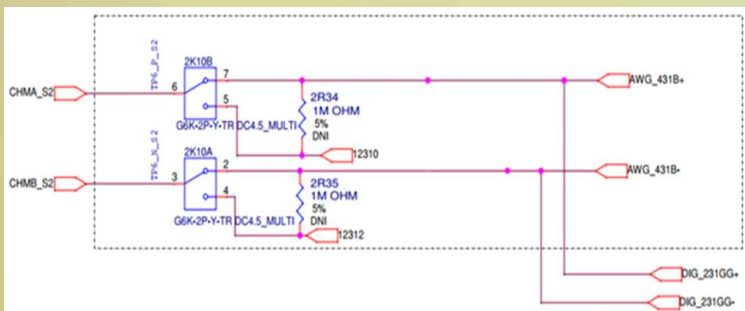 TP6_P_S2
2K10B
7
AWG_431B+
6
CHMA_S2
5
2R34
1M OHM
G6K-2P-Y-TR DC4.5_MULTI
5%
DNI
12310
TP6_N_S2
2K10A
2
AWG_431B-
3
CHMB_S2
4
2R35
1M OHM
G6K-2P-Y-TR DC4.5_MULTI
5%
DNI
12312
DIG_231GG+
DIG_231GG-